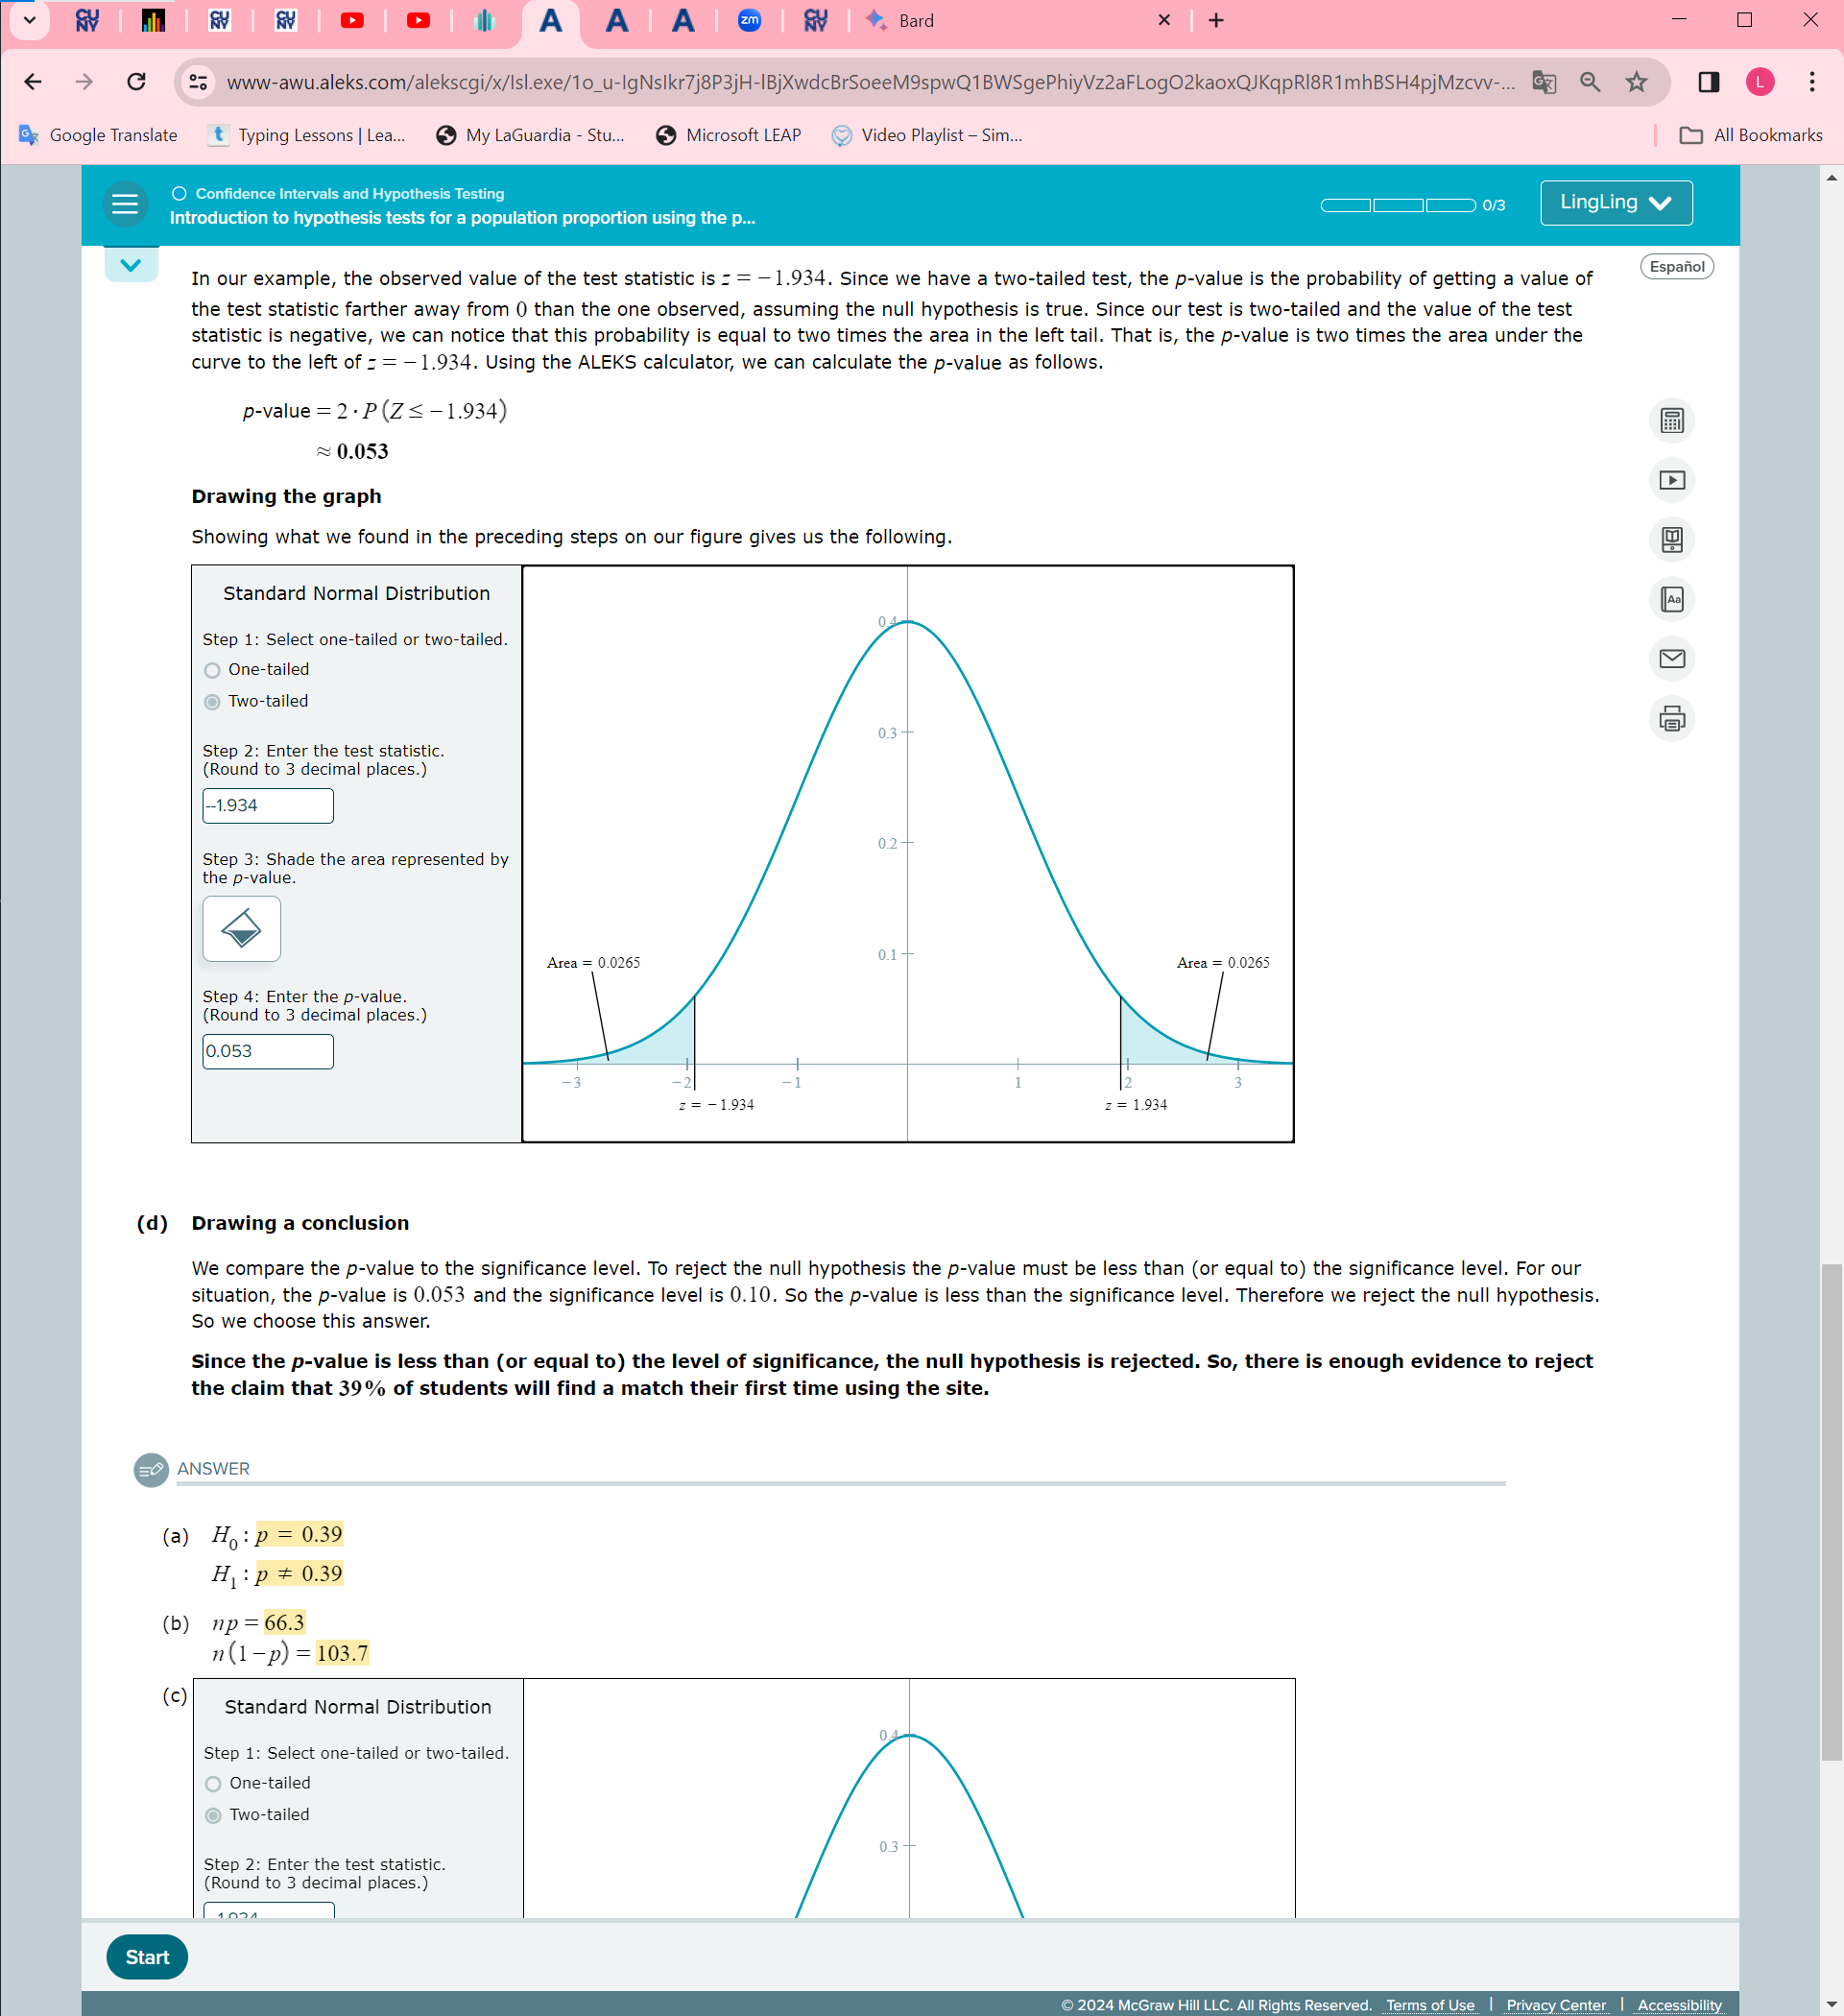 CU NY
CU NY
CU NY
A
A
A
zm
CU NY
Bard
www-awu.aleks.com/alekscgi/x/Isl.exe/1o_u-IgNslkr7j8P3jH-lBjXwdcBrSoeeM9spwQ1BWSgePhiyVz2aFLogO2kaoxQJKqpRl8R1mhBSH4pjMzcvv-...
L
Google Translate
t Typing Lessons | Lea...
My LaGuardia - Stu...
Microsoft LEAP
Video Playlist – Sim...
All Bookmarks
Confidence Intervals and Hypothesis Testing
Introduction to hypothesis tests for a population proportion using the p...
0/3
LingLing
Español
In our example, the observed value of the test statistic is z = −1.934. Since we have a two-tailed test, the p-value is the probability of getting a value of
the test statistic farther away from 0 than the one observed, assuming the null hypothesis is true. Since our test is two-tailed and the value of the test
statistic is negative, we can notice that this probability is equal to two times the area in the left tail. That is, the p-value is two times the area under the
curve to the left of z = −1.934. Using the ALEKS calculator, we can calculate the p-value as follows.
p-value = 2 · P (Z ≤ −1.934)
≈ 0.053
Drawing the graph
Showing what we found in the preceding steps on our figure gives us the following.
Standard Normal Distribution
Step 1: Select one-tailed or two-tailed.
One-tailed
Two-tailed
Step 2: Enter the test statistic.
(Round to 3 decimal places.)
--1.934
Step 3: Shade the area represented by
the p-value.
Step 4: Enter the p-value.
(Round to 3 decimal places.)
0.053
0.4
0.3
0.2
0.1
Area = 0.0265
Area = 0.0265
−3
−2
−1
1
2
3
z = −1.934
z = 1.934
Aa
(d) Drawing a conclusion
We compare the p-value to the significance level. To reject the null hypothesis the p-value must be less than (or equal to) the significance level. For our
situation, the p-value is 0.053 and the significance level is 0.10. So the p-value is less than the significance level. Therefore we reject the null hypothesis.
So we choose this answer.
Since the p-value is less than (or equal to) the level of significance, the null hypothesis is rejected. So, there is enough evidence to reject
the claim that 39% of students will find a match their first time using the site.
ANSWER
(a) H₀ : p = 0.39
H₁ : p ≠ 0.39
(b) np = 66.3
n(1−p) = 103.7
(c)
Standard Normal Distribution
Step 1: Select one-tailed or two-tailed.
One-tailed
Two-tailed
Step 2: Enter the test statistic.
(Round to 3 decimal places.)
0.4
0.3
Start
© 2024 McGraw Hill LLC. All Rights Reserved. Terms of Use | Privacy Center | Accessibility